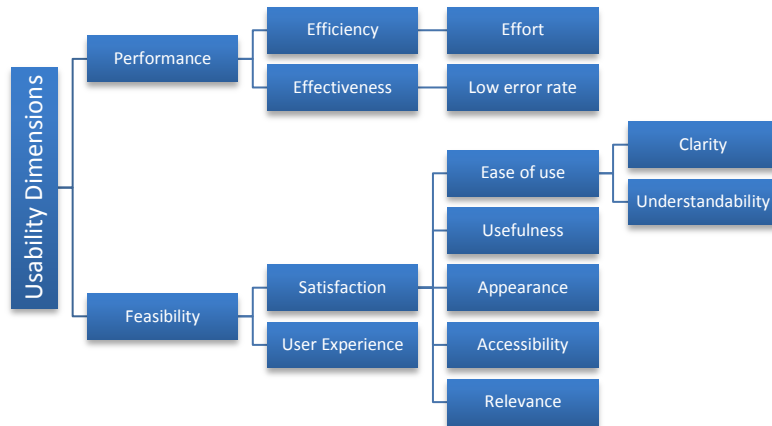 Usability Dimensions
Performance
Efficiency
Effort
Effectiveness
Low error rate
Feasibility
Satisfaction
Ease of use
Clarity
Understandability
Usefulness
Appearance
Accessibility
Relevance
User Experience